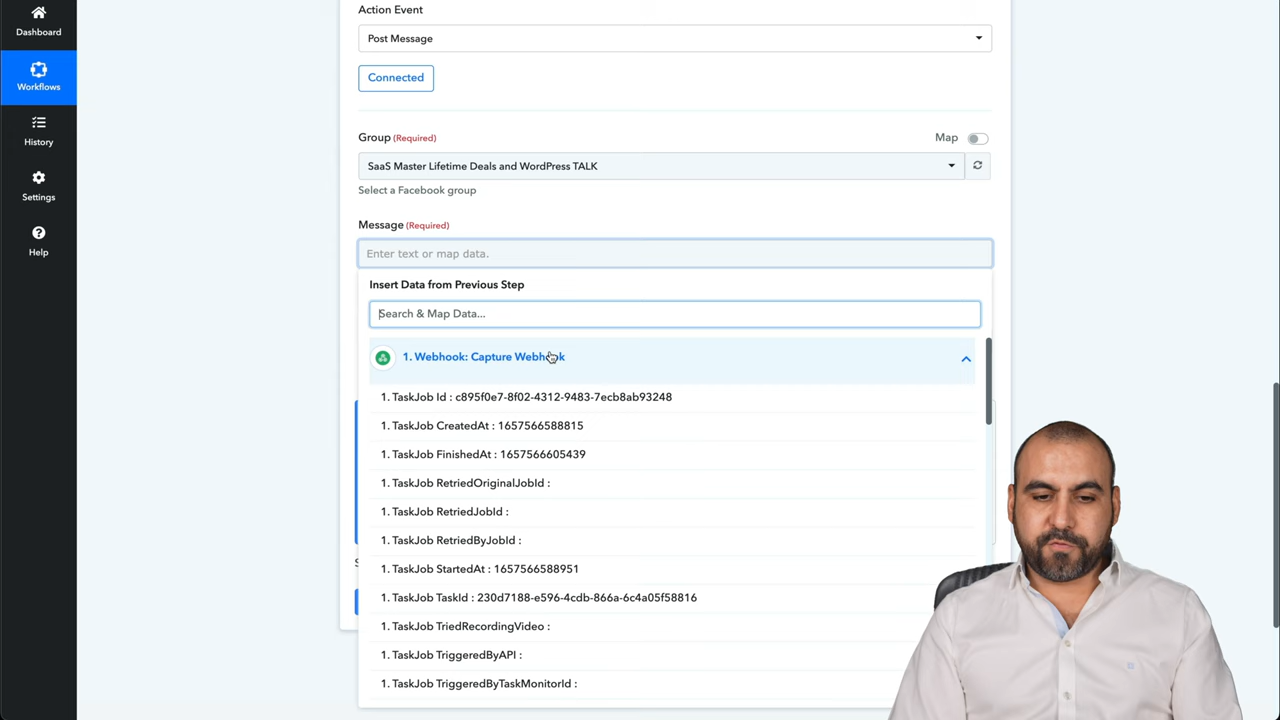 Dashboard
Workflows
History
Settings
Help
Action Event
Post Message
Connected
Group (Required)
Map
SaaS Master Lifetime Deals and WordPress TALK
Select a Facebook group
Message (Required)
Enter text or map data.
Insert Data from Previous Step
Search & Map Data...
1. Webhook: Capture Webhook
1. TaskJob Id : c895f0e7-8f02-4312-9483-7ecb8ab93248
1. TaskJob CreatedAt : 1657566588815
1. TaskJob FinishedAt : 1657566605439
1. TaskJob RetriedOriginalJobId :
1. TaskJob RetriedJobId :
1. TaskJob RetriedByJobId :
1. TaskJob StartedAt : 1657566588951
1. TaskJob TaskId : 230d7188-e596-4cdb-866a-6c4a05f58816
1. TaskJob TriedRecordingVideo :
1. TaskJob TriggeredByAPI :
1. TaskJob TriggeredByTaskMonitorId :